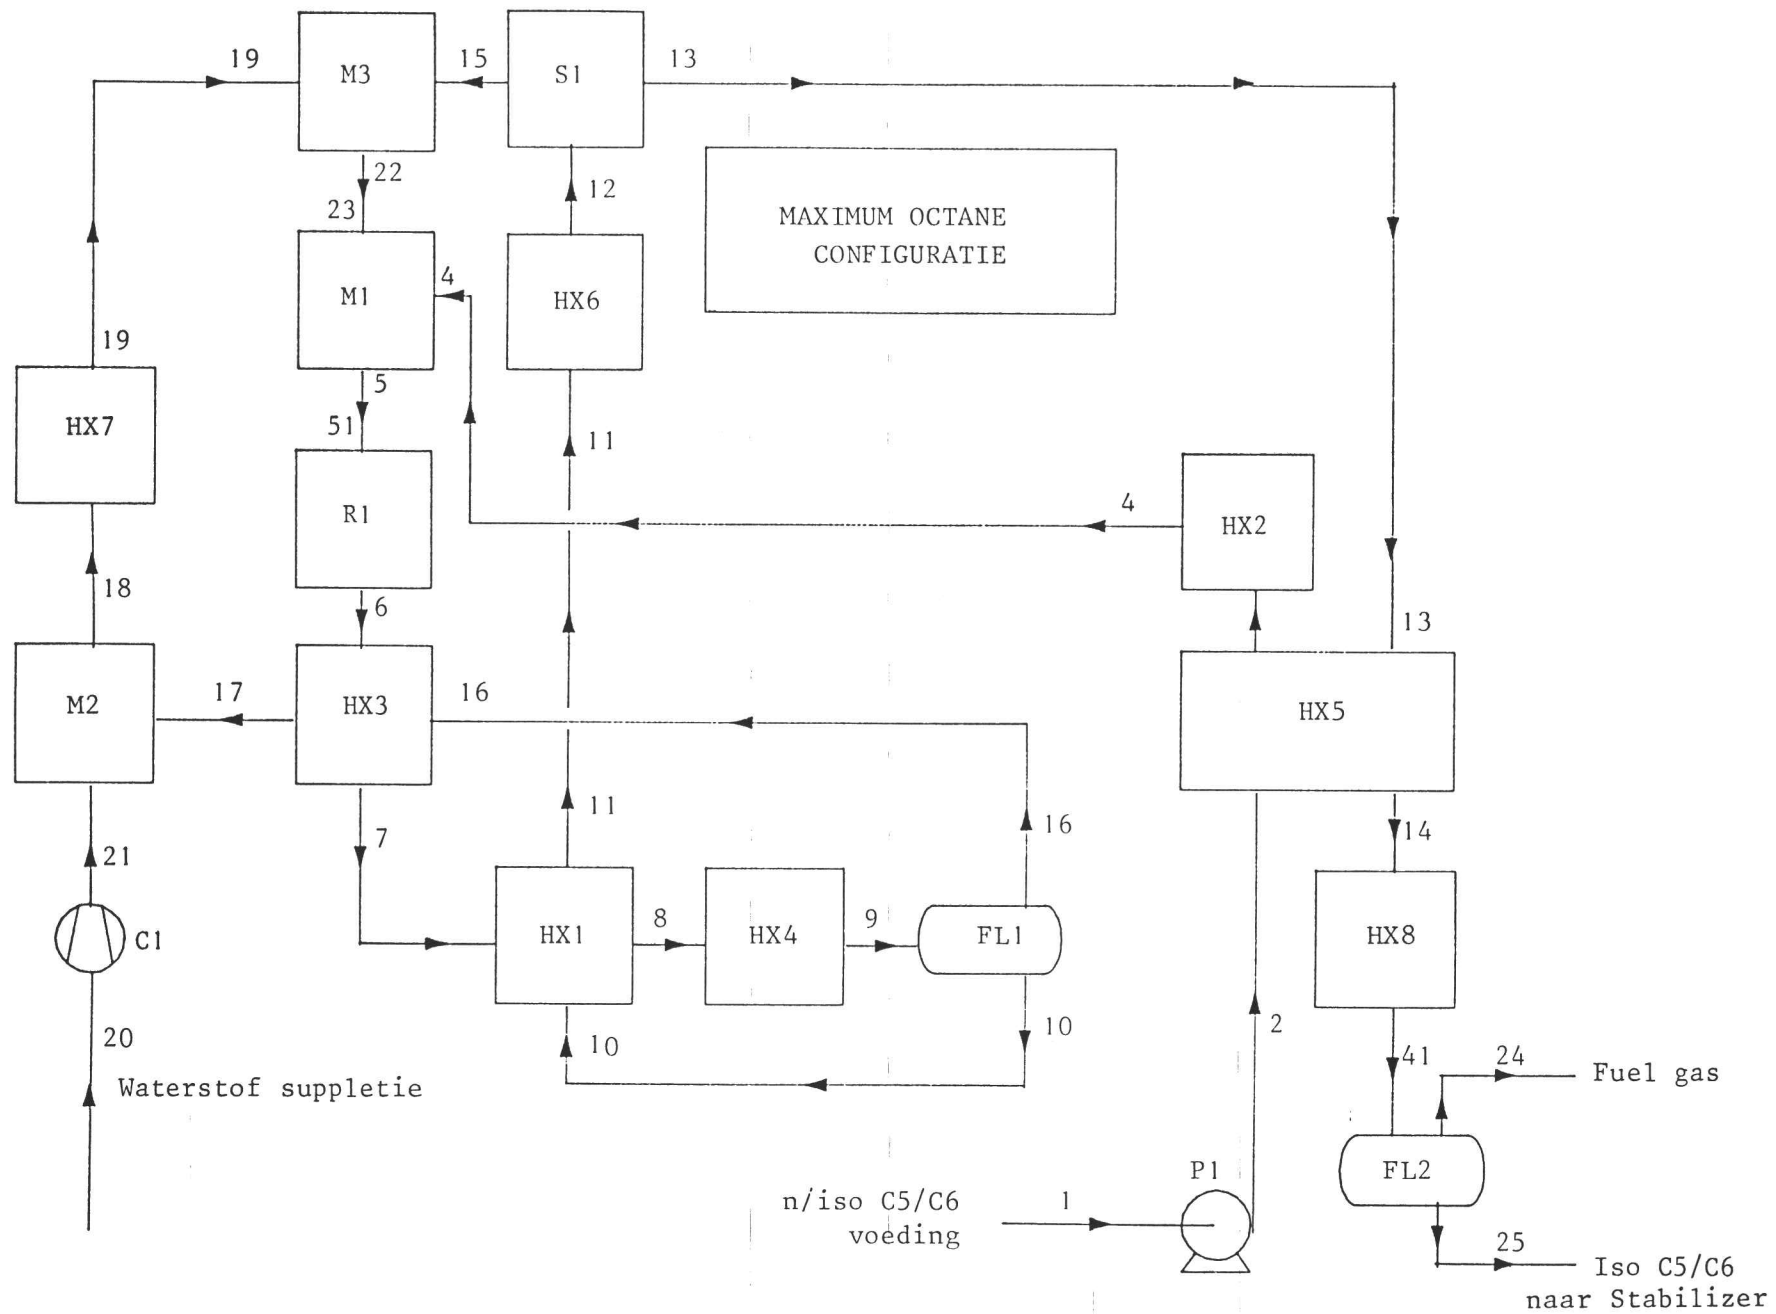 19
M3
15
S1
13
22
12
MAXIMUM OCTANE
CONFIGURATIE
23
4
M1
HX6
19
5
HX7
51
11
R1
4
HX2
18
6
13
17
16
M2
HX3
HX5
11
16
14
7
21
8
9
C1
HX1
HX4
FL1
HX8
20
10
10
2
41
24
Fuel gas
Waterstof suppletie
P1
FL2
n/iso C5/C6
voeding
1
25
Iso C5/C6
naar Stabilizer